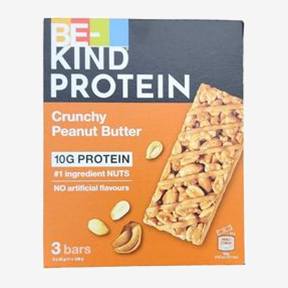 BE-
KIND
PROTEIN
Crunchy
Peanut Butter
10G PROTEIN
#1 ingredient NUTS
NO artificial flavours
3 bars